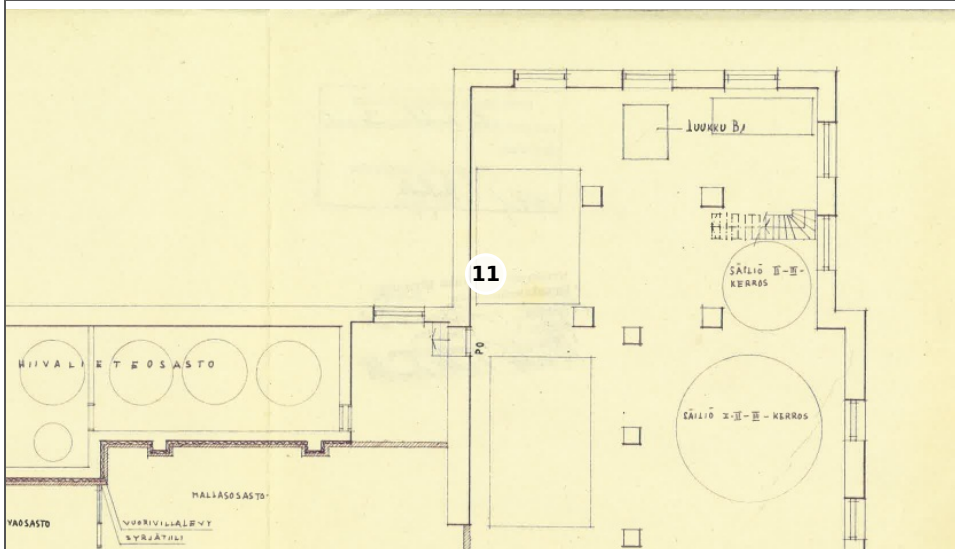 LUUKKU B1
11
SÄILIÖ II-III-
KERROS
PO
HIIVALIETEOSASTO
SÄILIÖ I-II-III-KERROS
MALLASOSASTO
VAOSASTO
VUORIVILLALEVY
SYRJÄTIILI